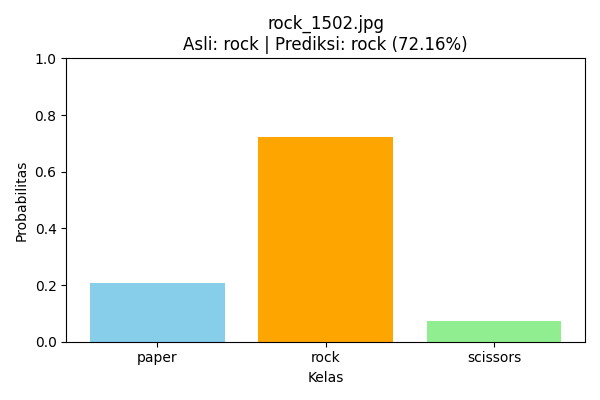 rock_1502.jpg
Asli: rock | Prediksi: rock (72.16%)
1.0
0.8
0.6
0.4
0.2
0.0
Probabilitas
paper rock scissors
Kelas